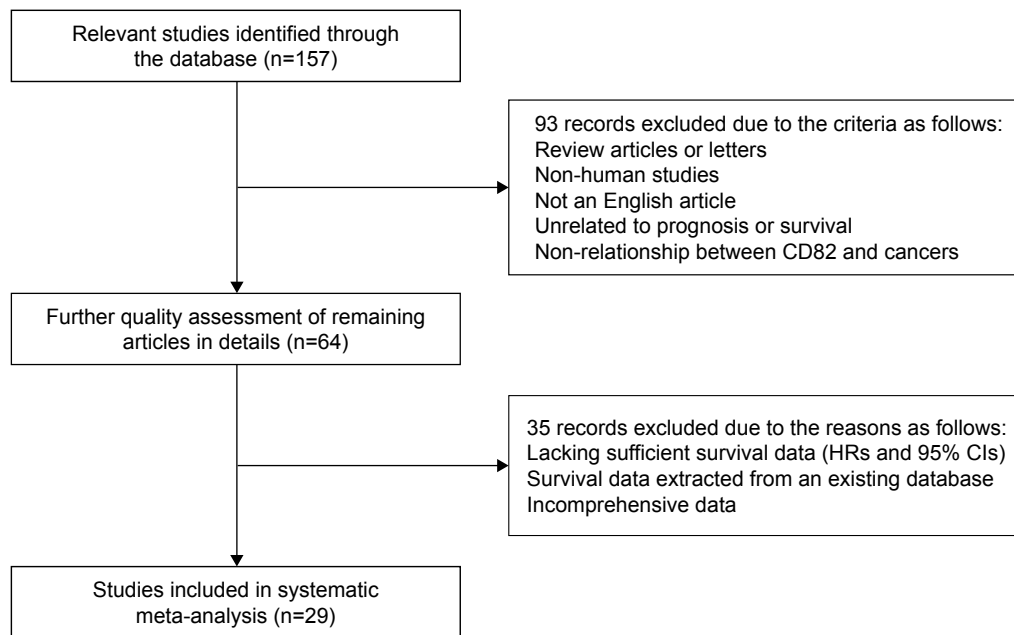 Relevant studies identified through
the database (n=157)
93 records excluded due to the criteria as follows:
Review articles or letters
Non-human studies
Not an English article
Unrelated to prognosis or survival
Non-relationship between CD82 and cancers
Further quality assessment of remaining
articles in details (n=64)
35 records excluded due to the reasons as follows:
Lacking sufficient survival data (HRs and 95% CIs)
Survival data extracted from an existing database
Incomprehensive data
Studies included in systematic
meta-analysis (n=29)